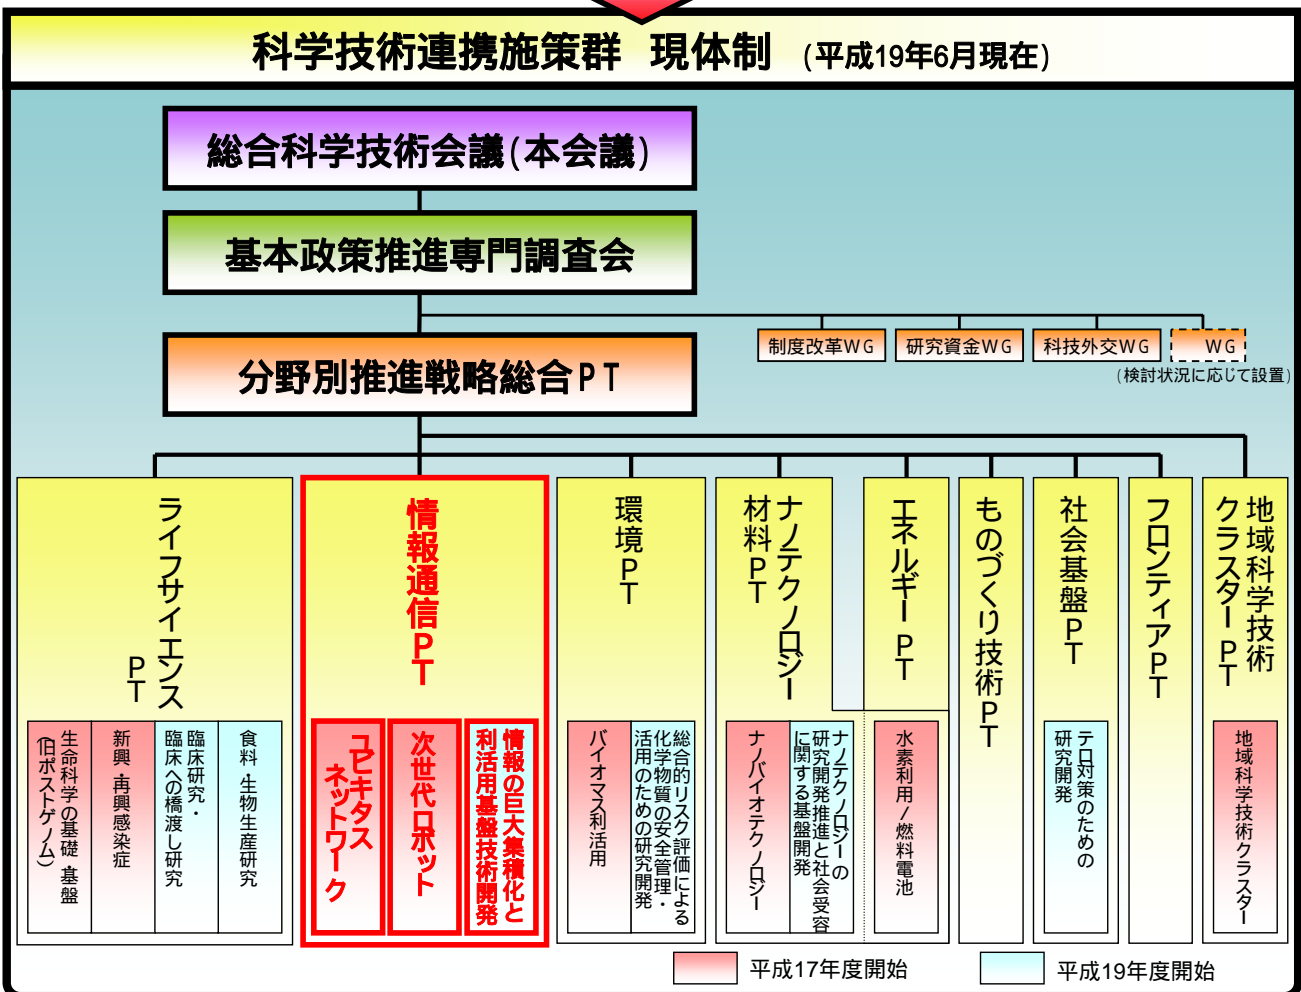 科学技術連携施策群 現体制 (平成19年6月現在)
総合科学技術会議(本会議)
基本政策推進専門調査会
分野別推進戦略総合PT
制度改革WG
研究資金WG
科技外交WG
WG
(検討状況に応じて設置)
ライフサイエンス
PT
生命科学の基礎・基盤
(旧ポストゲノム)
新興・再興感染症
臨床研究・
臨床への橋渡し研究
食料・生物生産研究
情報通信PT
ユビキタス
ネットワーク
次世代ロボット
情報の巨大集積化と
利活用基盤技術開発
環境PT
バイオマス利活用
総合的リスク評価による
化学物質の安全管理・
活用のための研究開発
ナノテクノロジー
材料PT
ナノバイオテクノロジー
ナノテクノロジーの
研究開発推進と社会受容
に関する基盤開発
エネルギーPT
水素利用/燃料電池
ものづくり技術PT
社会基盤PT
テロ対策のための
研究開発
フロンティアPT
地域科学技術
クラスターPT
地域科学技術クラスター
平成17年度開始
平成19年度開始